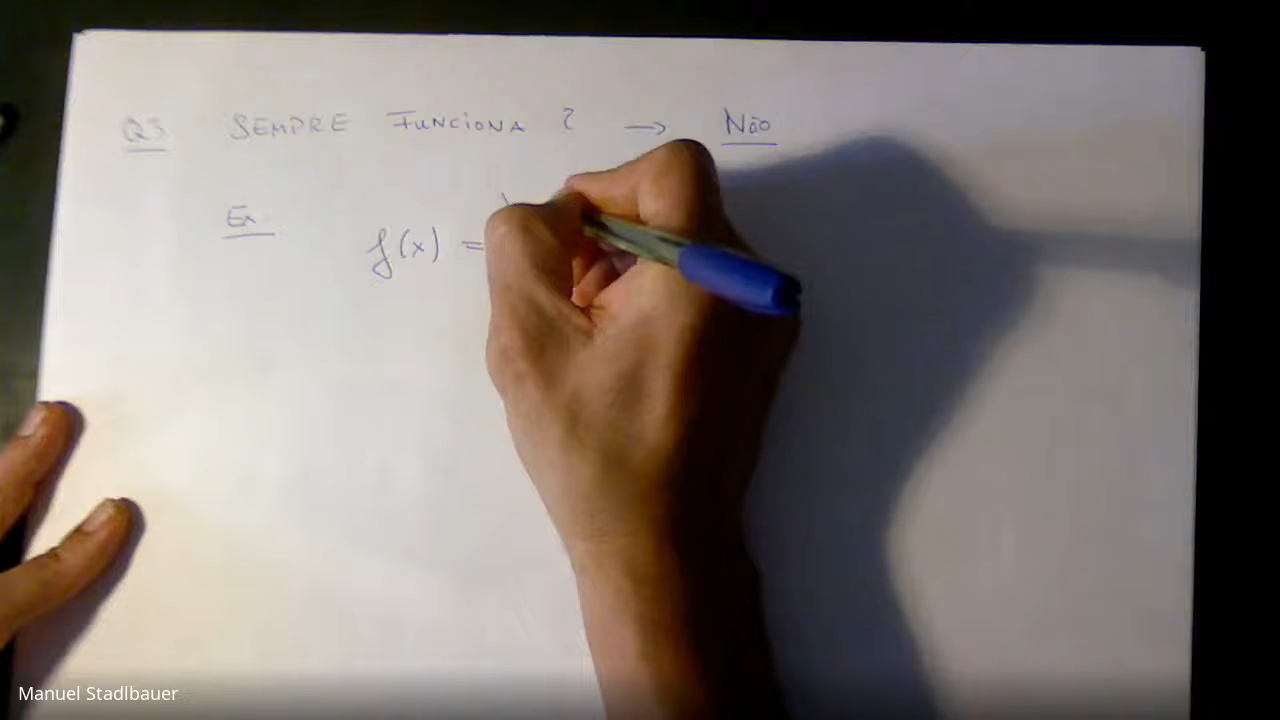 Q3 SEMPRE FUNCIONA ? → NÃO
Ex
f(x) =
Manuel Stadlbauer